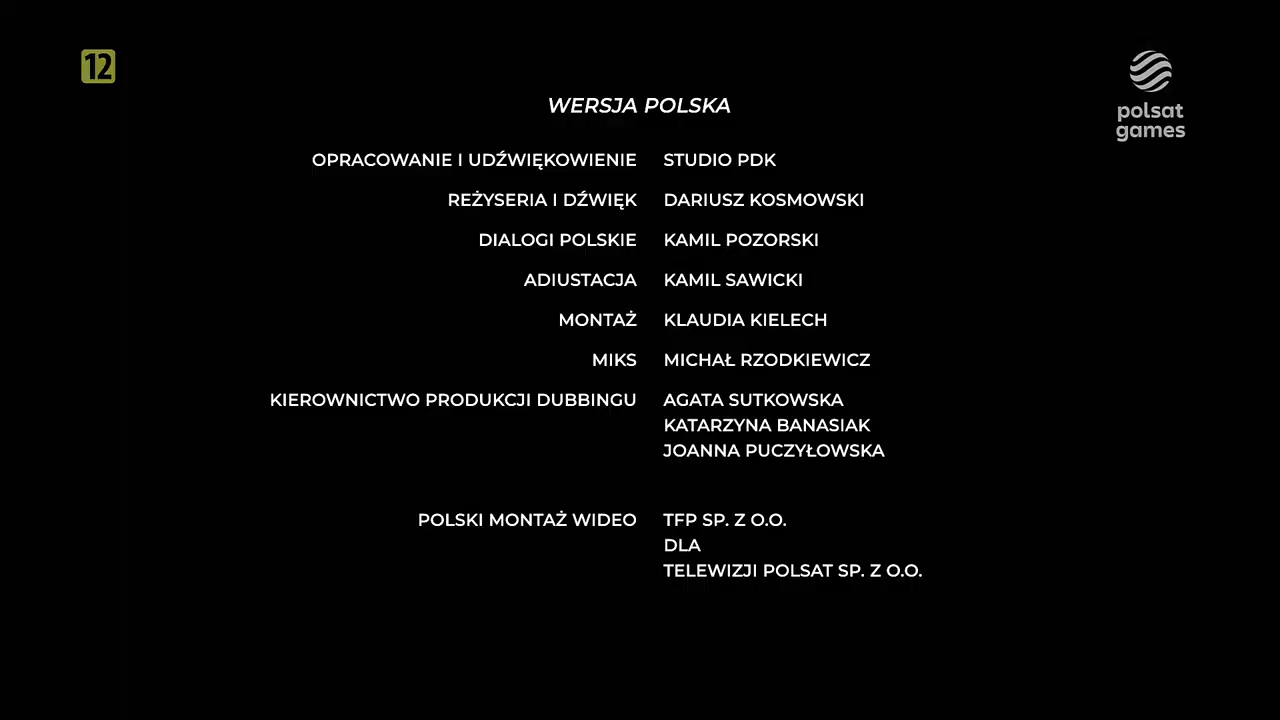 12
polsat
games
WERSJA POLSKA
OPRACOWANIE I UDŹWIĘKOWIENIE STUDIO PDK
REŻYSERIA I DŹWIĘK DARIUSZ KOSMOWSKI
DIALOGI POLSKIE KAMIL POZORSKI
ADIUSTACJA KAMIL SAWICKI
MONTAŻ KLAUDIA KIELECH
MIKS MICHAŁ RZODKIEWICZ
KIEROWNICTWO PRODUKCJI DUBBINGU AGATA SUTKOWSKA
KATARZYNA BANASIAK
JOANNA PUCZYŁOWSKA
POLSKI MONTAŻ WIDEO TFP SP. Z O.O.
DLA
TELEWIZJI POLSAT SP. Z O.O.